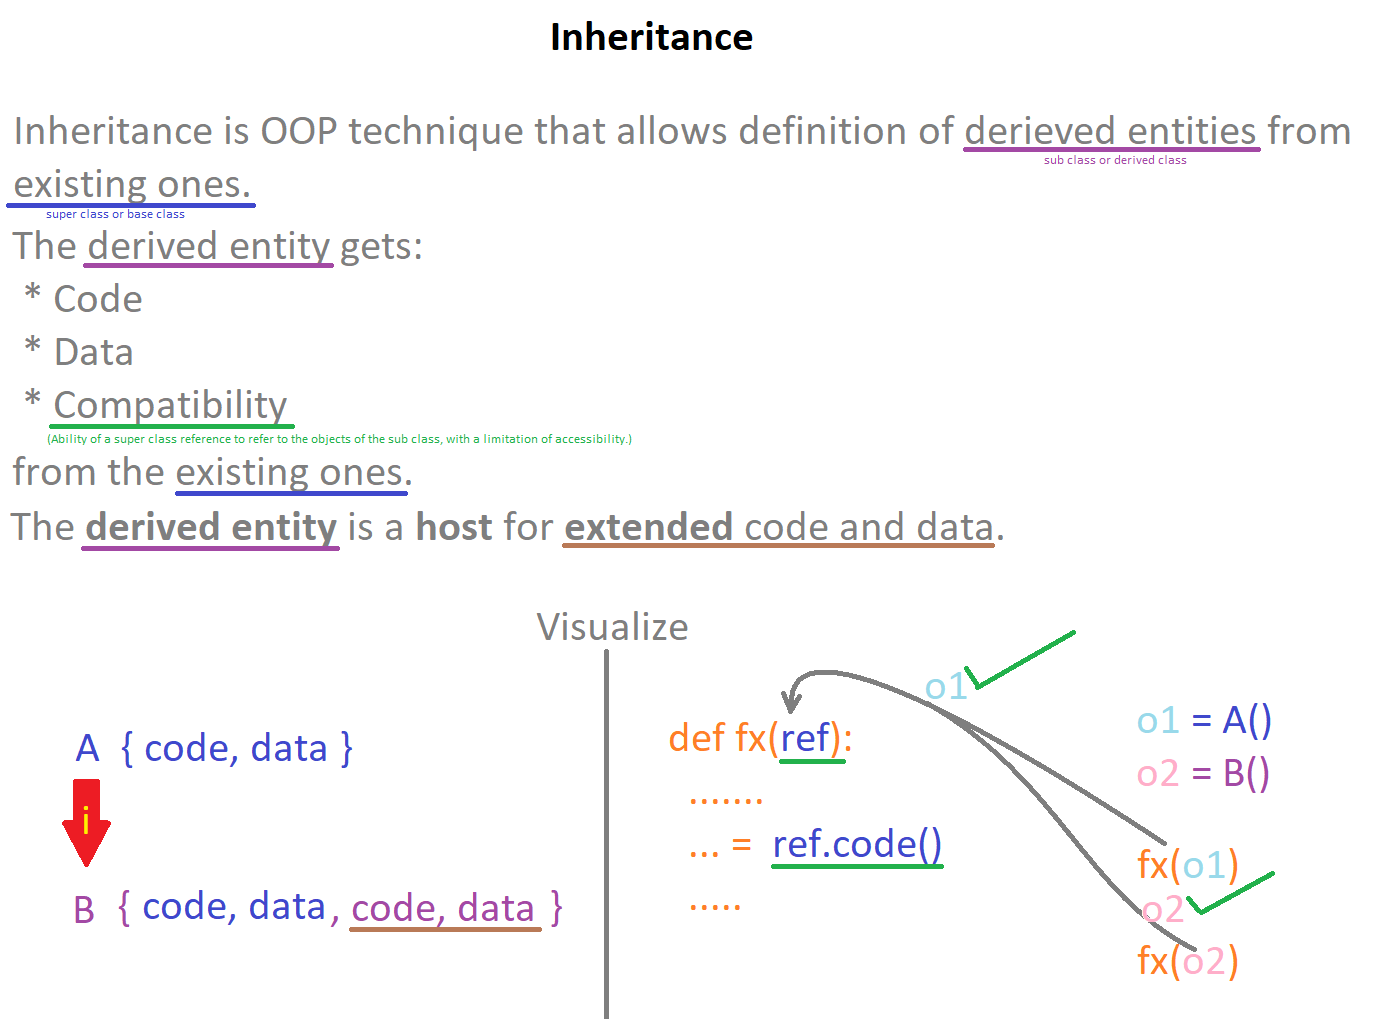 Inheritance
Inheritance is OOP technique that allows definition of derieved entities from
sub class or derived class
existing ones.
super class or base class
The derived entity gets:
* Code
* Data
* Compatibility
(Ability of a super class reference to refer to the objects of the sub class, with a limitation of accessibility.)
from the existing ones.
The derived entity is a host for extended code and data.
Visualize
A { code, data }
i
B { code, data, code, data }
o1
def fx(ref):
.......
... = ref.code()
.....
o1 = A()
o2 = B()
fx(o1)
o2
fx(o2)